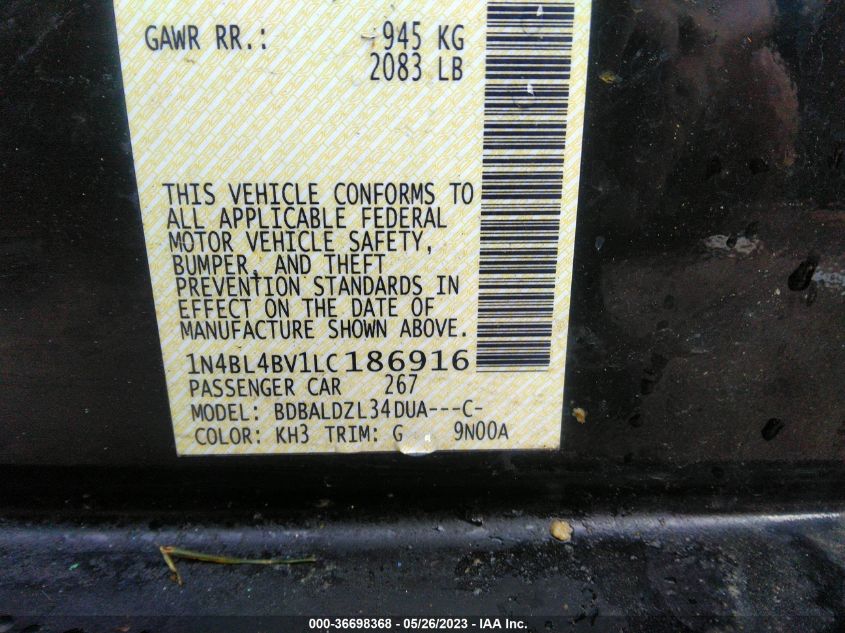 GAWR RR.: 945 KG
2083 LB
THIS VEHICLE CONFORMS TO
ALL APPLICABLE FEDERAL
MOTOR VEHICLE SAFETY,
BUMPER, AND THEFT
PREVENTION STANDARDS IN
EFFECT ON THE DATE OF
MANUFACTURE SHOWN ABOVE.
1N4BL4BV1LC186916
PASSENGER CAR 267
MODEL: BDBALDZL34DUA---C-
COLOR: KH3 TRIM: G 9N00A
000-36698368 - 05/26/2023 - IAA Inc.